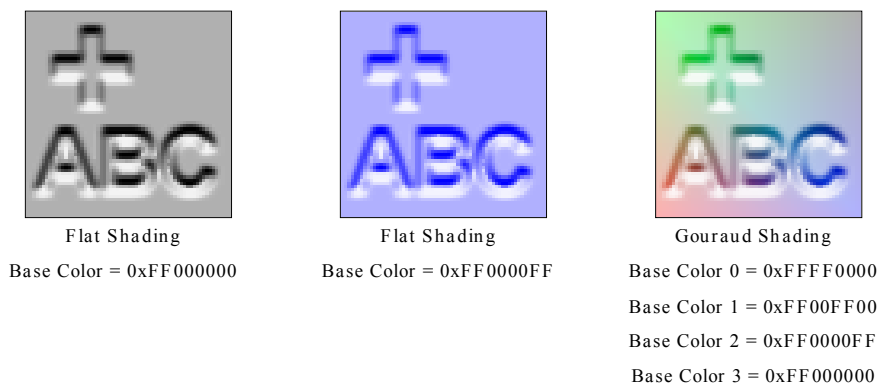 +
ABC
+
ABC
+
ABC
Flat Shading
Base Color = 0xFF000000
Flat Shading
Base Color = 0xFF0000FF
Gouraud Shading
Base Color 0 = 0xFFFF0000
Base Color 1 = 0xFF00FF00
Base Color 2 = 0xFF0000FF
Base Color 3 = 0xFF000000